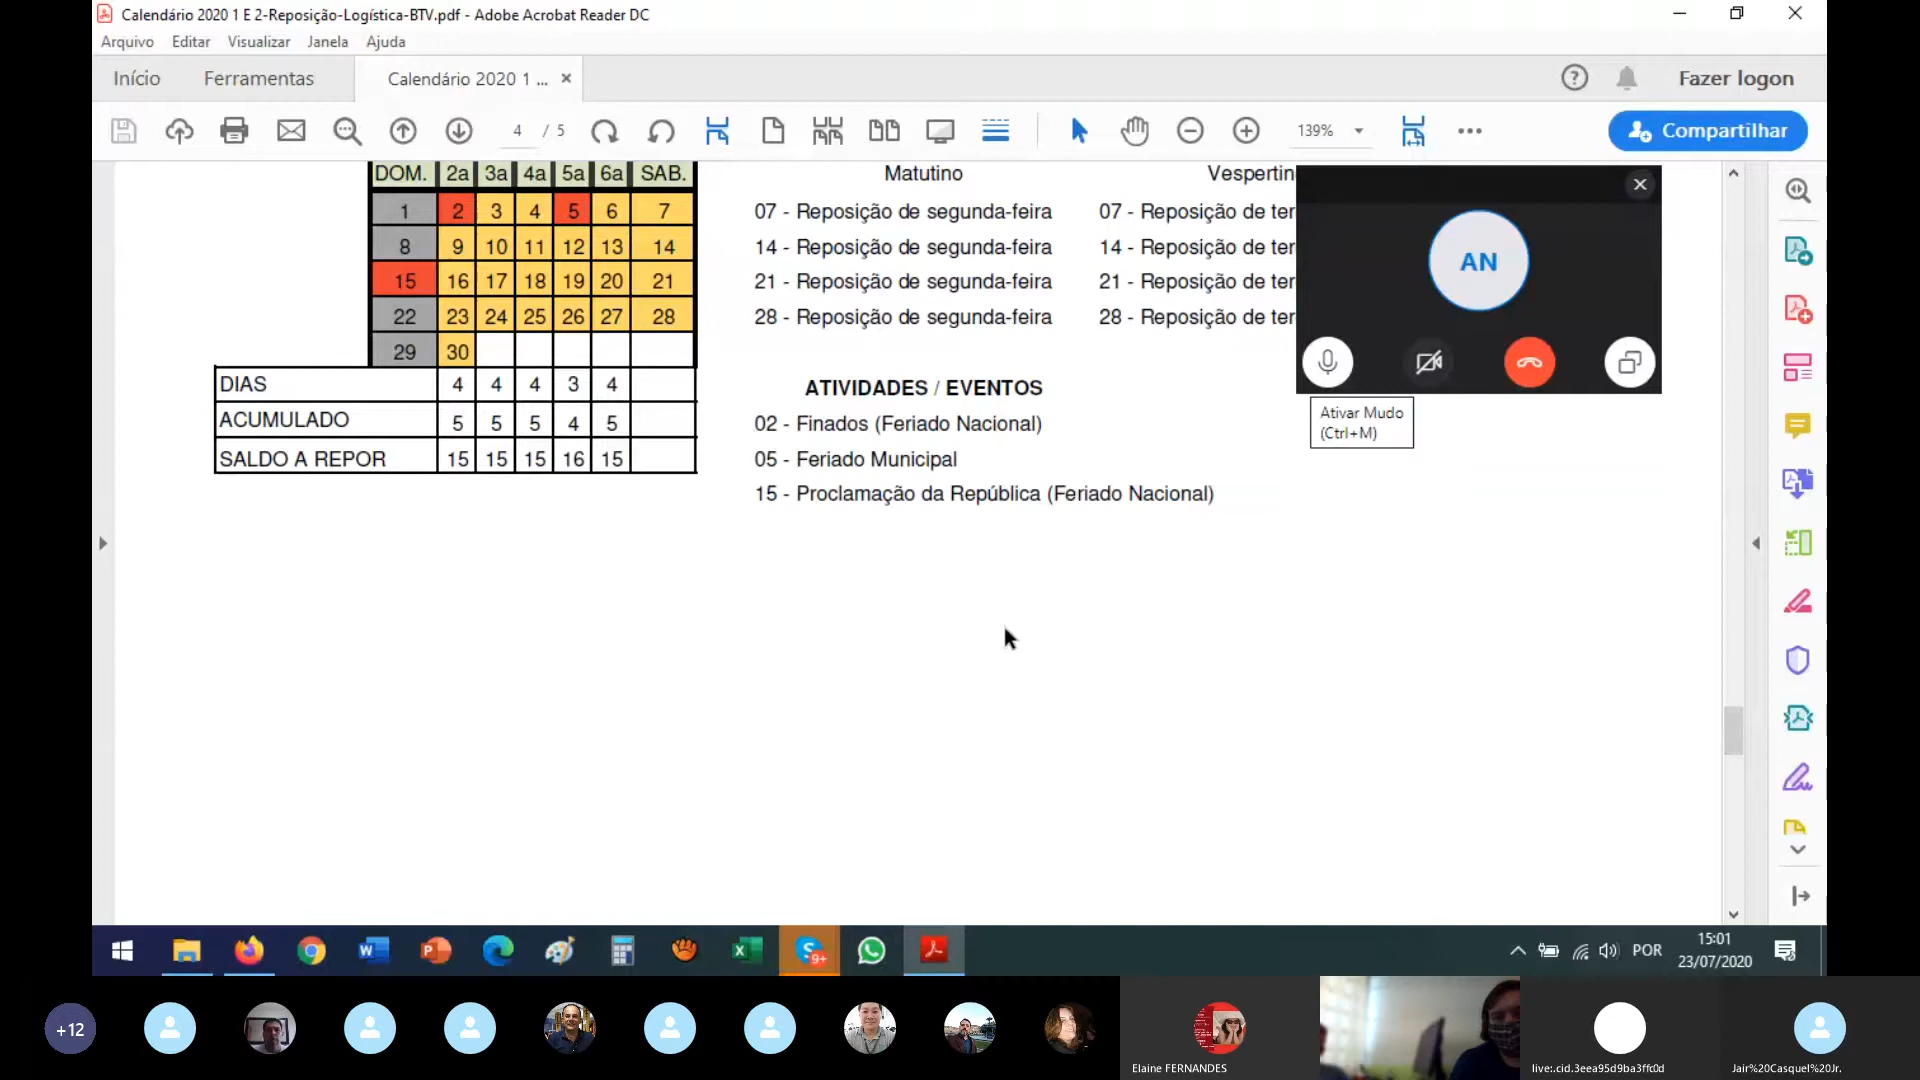 Calendário 2020 1 E 2-Reposição-Logística-BTV.pdf - Adobe Acrobat Reader DC
Arquivo Editar Visualizar Janela Ajuda
Início Ferramentas Calendário 2020 1 ... Fazer logon
4 / 5 139% Compartilhar
DOM. 2a 3a 4a 5a 6a SAB.
1 2 3 4 5 6 7
8 9 10 11 12 13 14
15 16 17 18 19 20 21
22 23 24 25 26 27 28
29 30
DIAS 4 4 4 3 4
ACUMULADO 5 5 5 4 5
SALDO A REPOR 15 15 15 16 15
Matutino
07 - Reposição de segunda-feira
14 - Reposição de segunda-feira
21 - Reposição de segunda-feira
28 - Reposição de segunda-feira
Vespertin
07 - Reposição de ter
14 - Reposição de ter
21 - Reposição de ter
28 - Reposição de ter
ATIVIDADES / EVENTOS
02 - Finados (Feriado Nacional)
05 - Feriado Municipal
15 - Proclamação da República (Feriado Nacional)
AN
Ativar Mudo
(Ctrl+M)
9+
POR
15:01
23/07/2020
+12
Elaine FERNANDES
live:.cid.3eea95d9ba3ffc0d
Jair%20Casquel%20Jr.